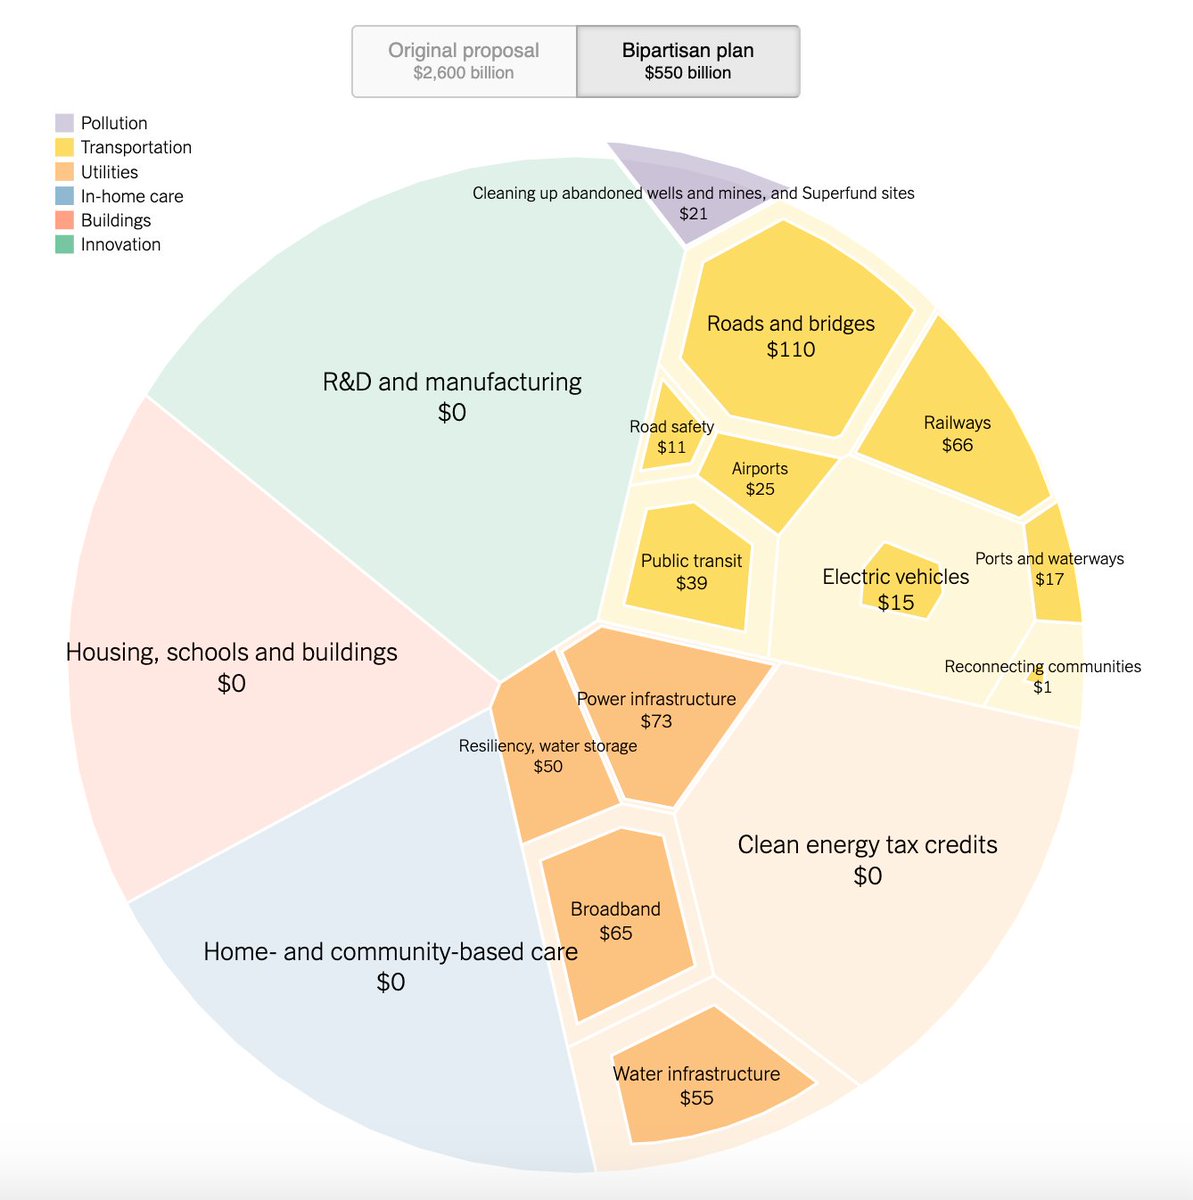 Original proposal
$2,600 billion
Bipartisan plan
$550 billion
Pollution
Transportation
Utilities
In-home care
Buildings
Innovation
Cleaning up abandoned wells and mines, and Superfund sites
$21
Roads and bridges
$110
R&D and manufacturing
$0
Road safety
$11
Railways
$66
Airports
$25
Public transit
$39
Electric vehicles
$15
Ports and waterways
$17
Housing, schools and buildings
$0
Reconnecting communities
$1
Power infrastructure
$73
Resiliency, water storage
$50
Clean energy tax credits
$0
Broadband
$65
Home- and community-based care
$0
Water infrastructure
$55